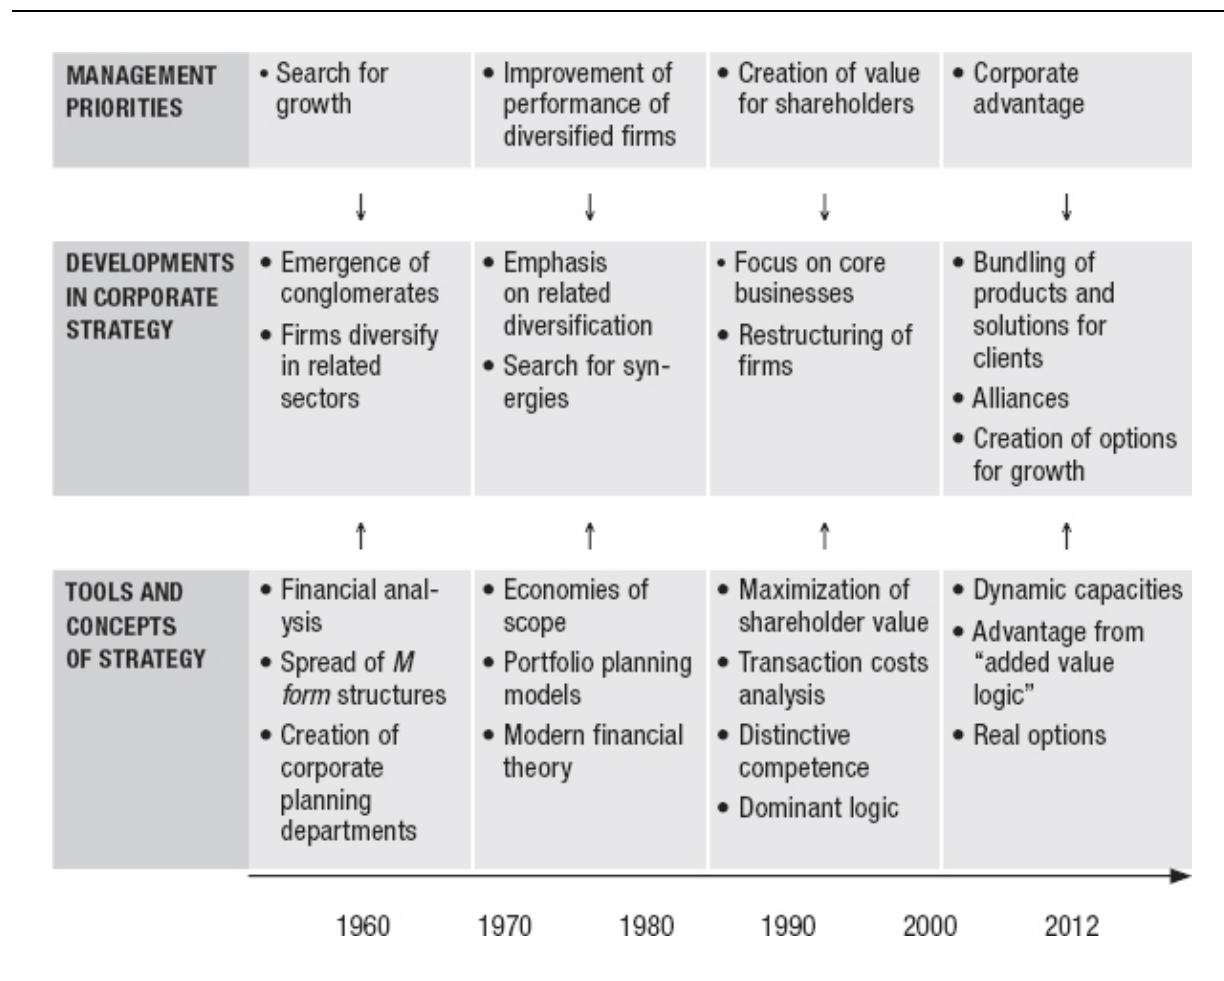 MANAGEMENT
PRIORITIES
• Search for
growth
• Improvement of
performance of
diversified firms
• Creation of value
for shareholders
• Corporate
advantage
DEVELOPMENTS
IN CORPORATE
STRATEGY
• Emergence of
conglomerates
• Firms diversify
in related
sectors
• Emphasis
on related
diversification
• Search for syn-
ergies
• Focus on core
businesses
• Restructuring of
firms
• Bundling of
products and
solutions for
clients
• Alliances
• Creation of options
for growth
TOOLS AND
CONCEPTS
OF STRATEGY
• Financial anal-
ysis
• Spread of M
form structures
• Creation of
corporate
planning
departments
• Economies of
scope
• Portfolio planning
models
• Modern financial
theory
• Maximization of
shareholder value
• Transaction costs
analysis
• Distinctive
competence
• Dominant logic
• Dynamic capacities
• Advantage from
“added value
logic”
• Real options
1960 1970 1980 1990 2000 2012